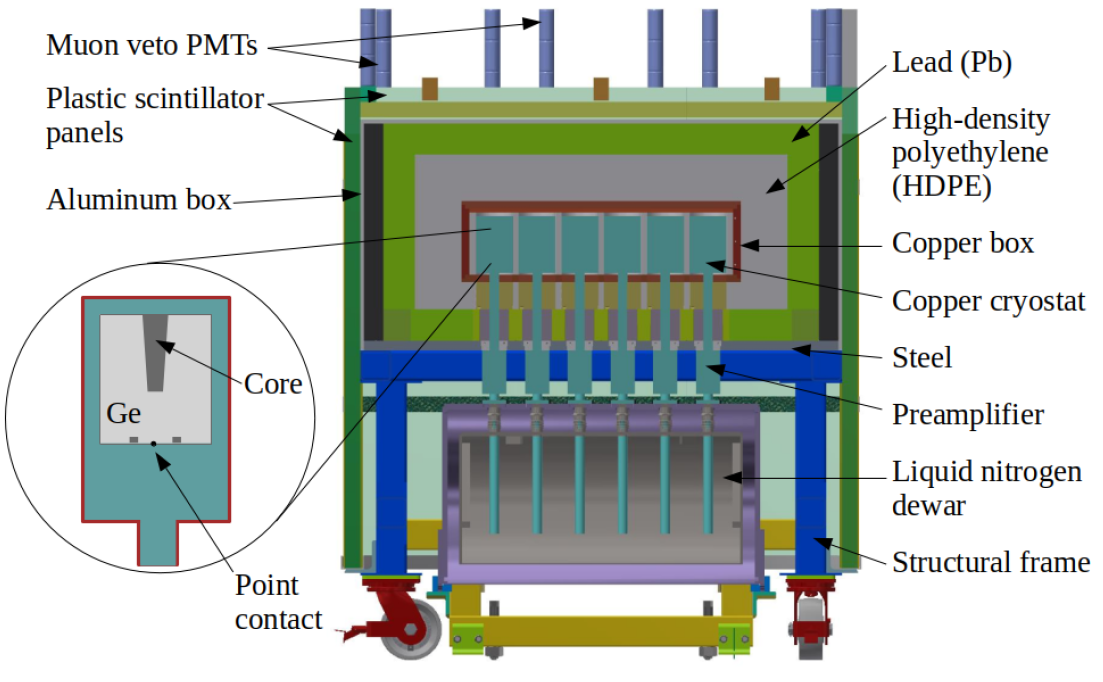 Muon veto PMTs
Plastic scintillator
panels
Aluminum box
Core
Ge
Point
contact
Lead (Pb)
High-density
polyethylene
(HDPE)
Copper box
Copper cryostat
Steel
Preamplifier
Liquid nitrogen
dewar
Structural frame